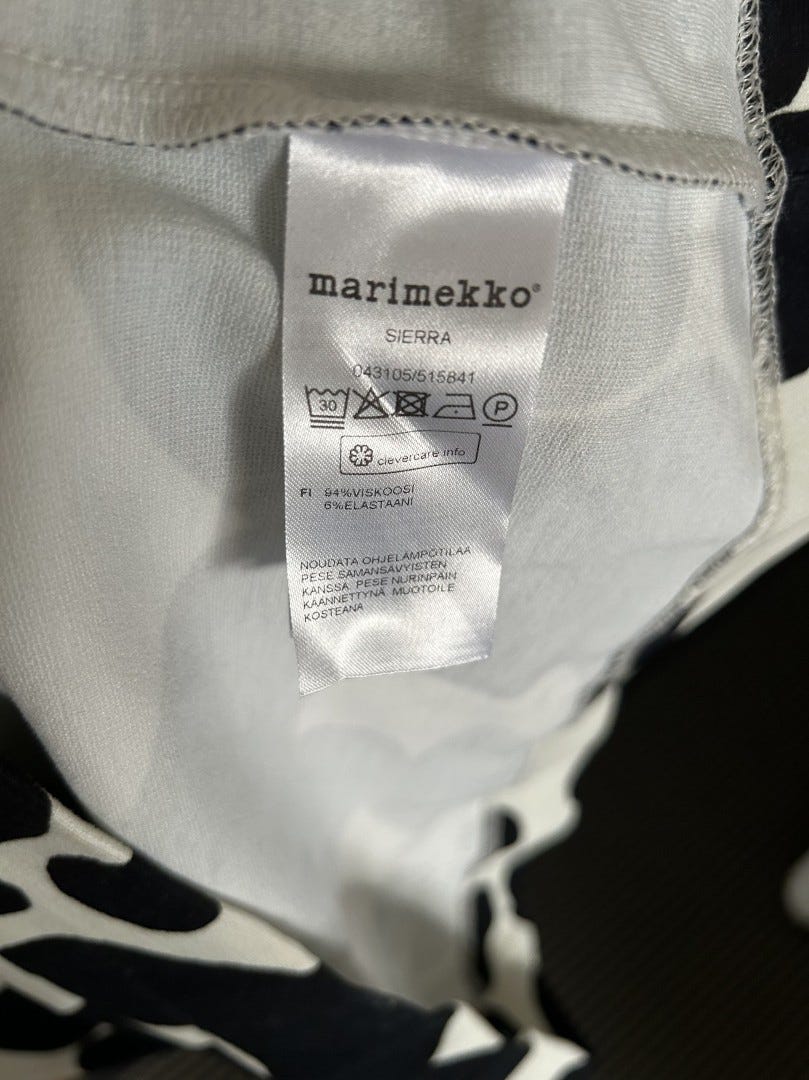 marimekko®
SIERRA
043105/515841
30 P
clevercare info
FI 94%VISKOOSI
6%ELASTAANI
NOUDATA OHJELÄMPÖTILAA
PESE SAMANSÄVYISTEN
KANSSA. PESE NURINPÄIN
KÄÄNNETTYNÄ. MUOTOILE
KOSTEANA